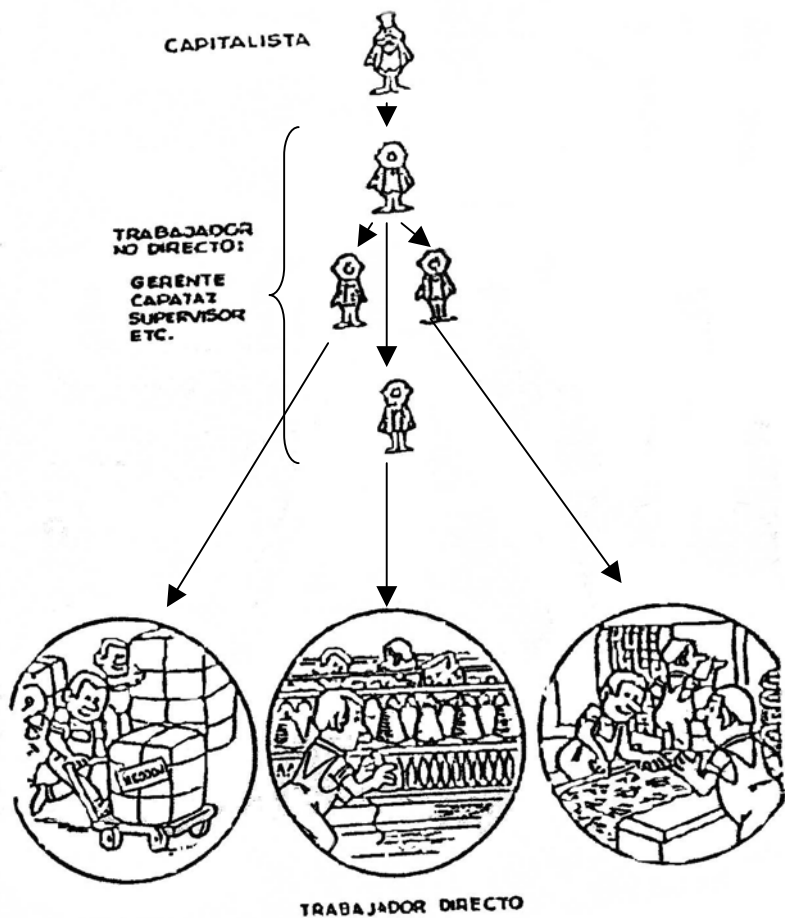 CAPITALISTA
TRABAJADOR
NO DIRECTO:
GERENTE
CAPATAZ
SUPERVISOR
ETC.
TRABAJADOR DIRECTO